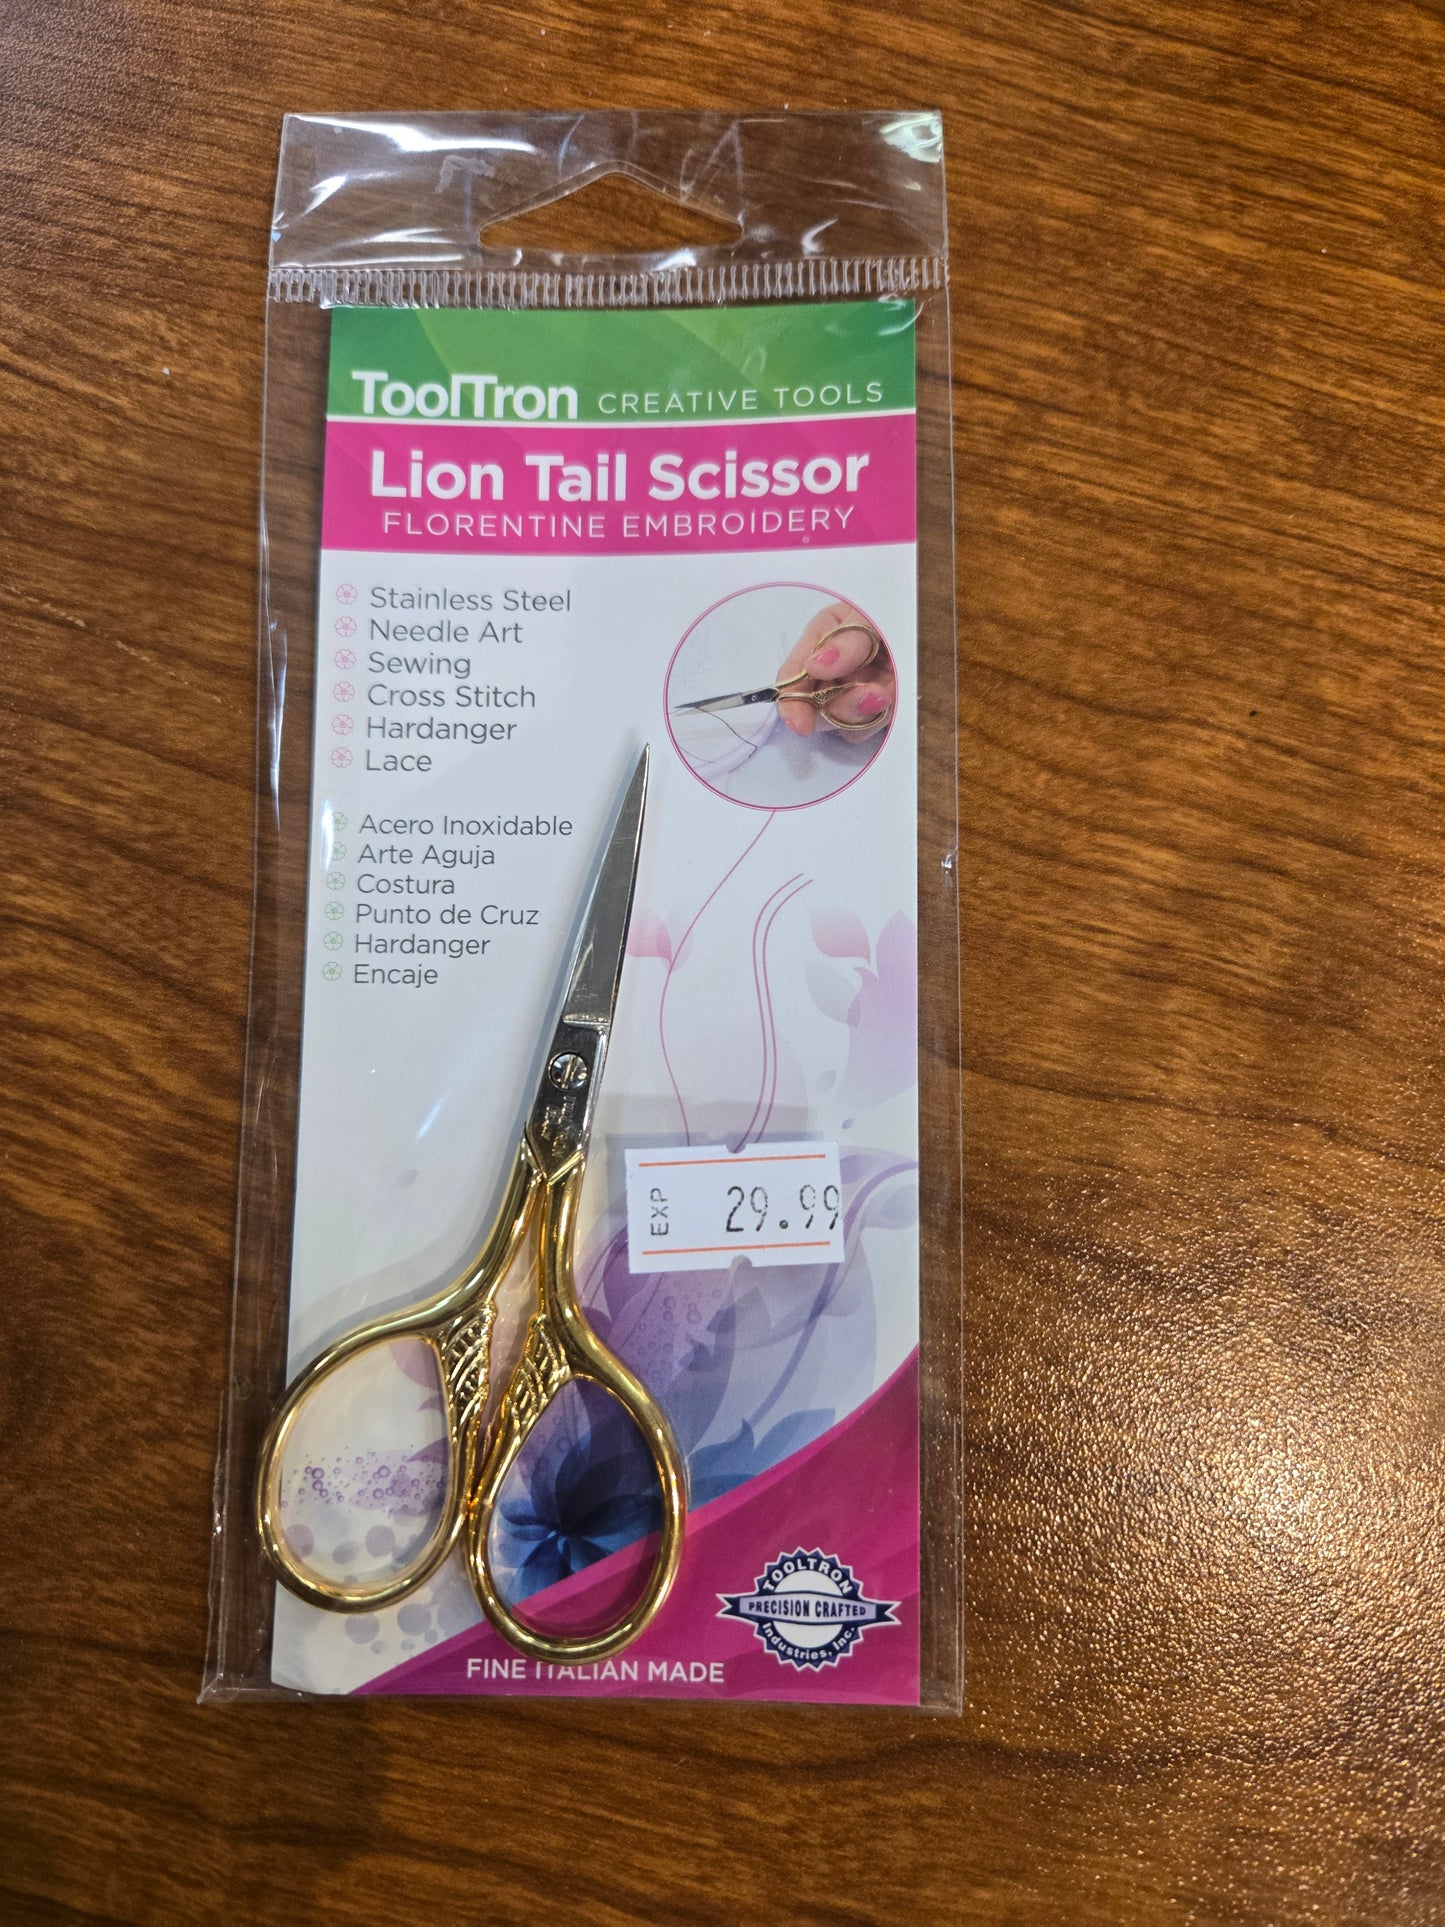 ToolTron CREATIVE TOOLS
Lion Tail Scissor
FLORENTINE EMBROIDERY
Stainless Steel
Needle Art
Sewing
Cross Stitch
Hardanger
Lace
Acero Inoxidable
Arte Aguja
Costura
Punto de Cruz
Hardanger
Encaje
EXP 29.99
TOOLTRON
PRECISION CRAFTED
Industries, Inc.
FINE ITALIAN MADE